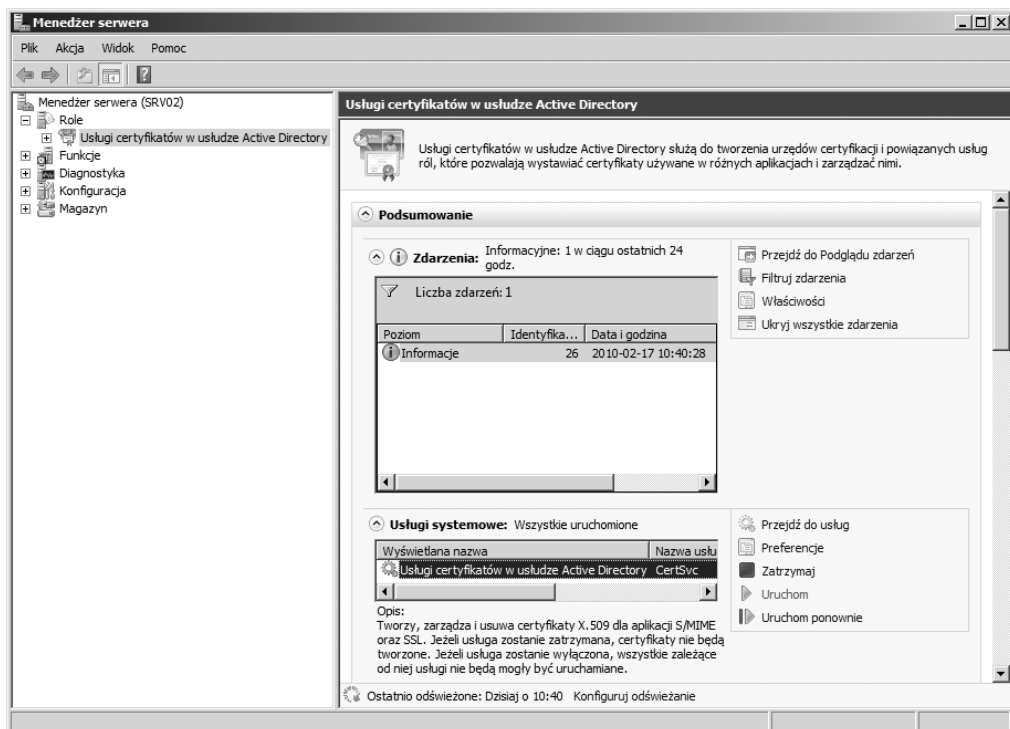 Menedżer serwera
Plik Akcja Widok Pomoc
Menedżer serwera (SRV02)
Role
Usługi certyfikatów w usłudze Active Directory
Funkcje
Diagnostyka
Konfiguracja
Magazyn
Usługi certyfikatów w usłudze Active Directory
Usługi certyfikatów w usłudze Active Directory służą do tworzenia urzędów certyfikacji i powiązanych usług
ról, które pozwalają wystawiać certyfikaty używane w różnych aplikacjach i zarządzać nimi.
Podsumowanie
Zdarzenia: Informacyjne: 1 w ciągu ostatnich 24
godz.
Liczba zdarzeń: 1
Poziom Identyfika... Data i godzina
Informacje 26 2010-02-17 10:40:28
Przejdź do Podglądu zdarzeń
Filtruj zdarzenia
Właściwości
Ukryj wszystkie zdarzenia
Usługi systemowe: Wszystkie uruchomione
Wyświetlana nazwa Nazwa usłu
Usługi certyfikatów w usłudze Active Directory CertSvc
Opis:
Tworzy, zarządza i usuwa certyfikaty X.509 dla aplikacji S/MIME
oraz SSL. Jeżeli usługa zostanie zatrzymana, certyfikaty nie będą
tworzone. Jeżeli usługa zostanie wyłączona, wszystkie zależące
od niej usługi nie będą mogły być uruchamiane.
Przejdź do usług
Preferencje
Zatrzymaj
Uruchom
Uruchom ponownie
Ostatnio odświeżone: Dzisiaj o 10:40 Konfiguruj odświeżanie